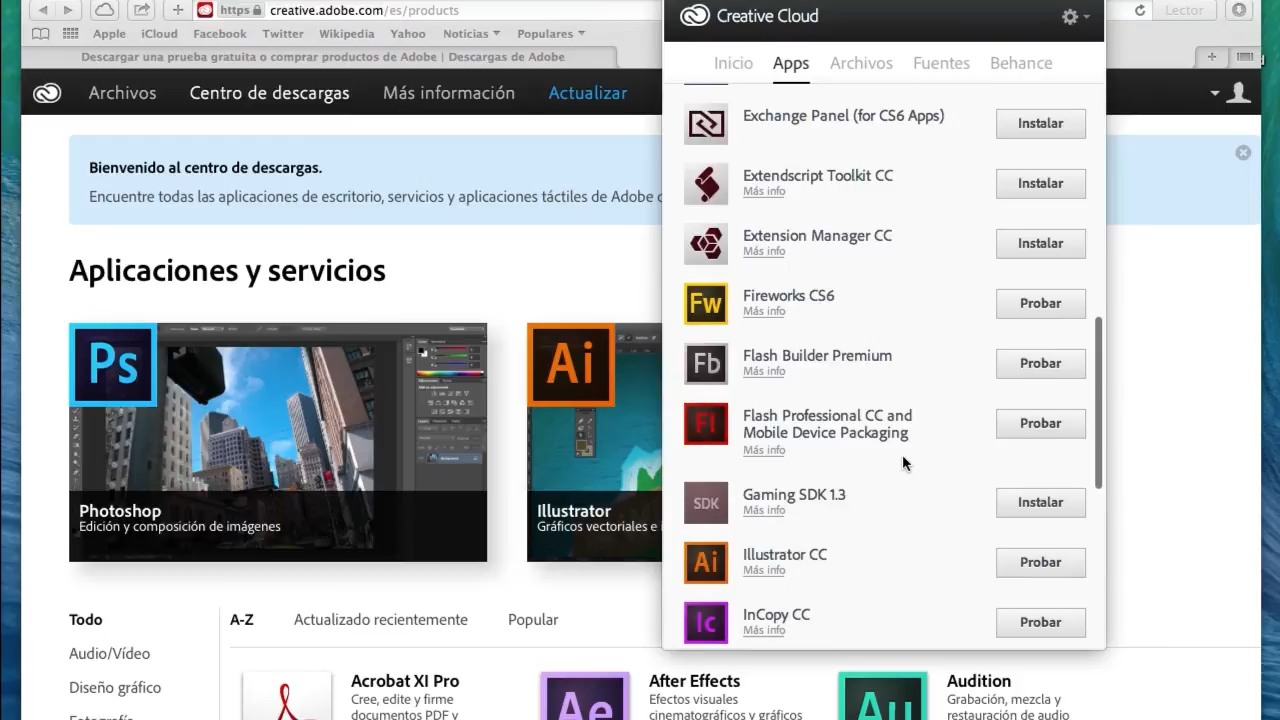 https
creative.adobe.com/es/products
Lector
Apple
iCloud
Facebook
Twitter
Wikipedia
Yahoo
Noticias
Populares
Descargar una prueba gratuita o comprar productos de Adobe | Descargas de Adobe
Archivos
Centro de descargas
Más información
Actualizar
Bienvenido al centro de descargas.
Encuentre todas las aplicaciones de escritorio, servicios y aplicaciones táctiles de Adobe
Aplicaciones y servicios
Ps
Photoshop
Edición y composición de imágenes
Ai
Illustrator
Gráficos vectoriales e
Todo
Audio/Vídeo
Diseño gráfico
Fotografía
A-Z
Actualizado recientemente
Popular
Acrobat XI Pro
Cree, edite y firme
documentos PDF y
Ae
After Effects
Efectos visuales
cinematográficos y gráficos
Au
Audition
Grabación, mezcla y
restauración de audio
Creative Cloud
Inicio
Apps
Archivos
Fuentes
Behance
Exchange Panel (for CS6 Apps)
Instalar
Extendscript Toolkit CC
Más info
Instalar
Extension Manager CC
Más info
Instalar
Fw
Fireworks CS6
Más info
Probar
Fb
Flash Builder Premium
Más info
Probar
Fl
Flash Professional CC and
Mobile Device Packaging
Más info
Probar
SDK
Gaming SDK 1.3
Más info
Instalar
Ai
Illustrator CC
Más info
Probar
Ic
InCopy CC
Más info
Probar